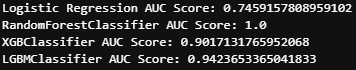 Logistic Regression AUC Score: 0.7459157808959102
RandomForestClassifier AUC Score: 1.0
XGBClassifier AUC Score: 0.9017131765952068
LGBMClassifier AUC Score: 0.9423653365041833